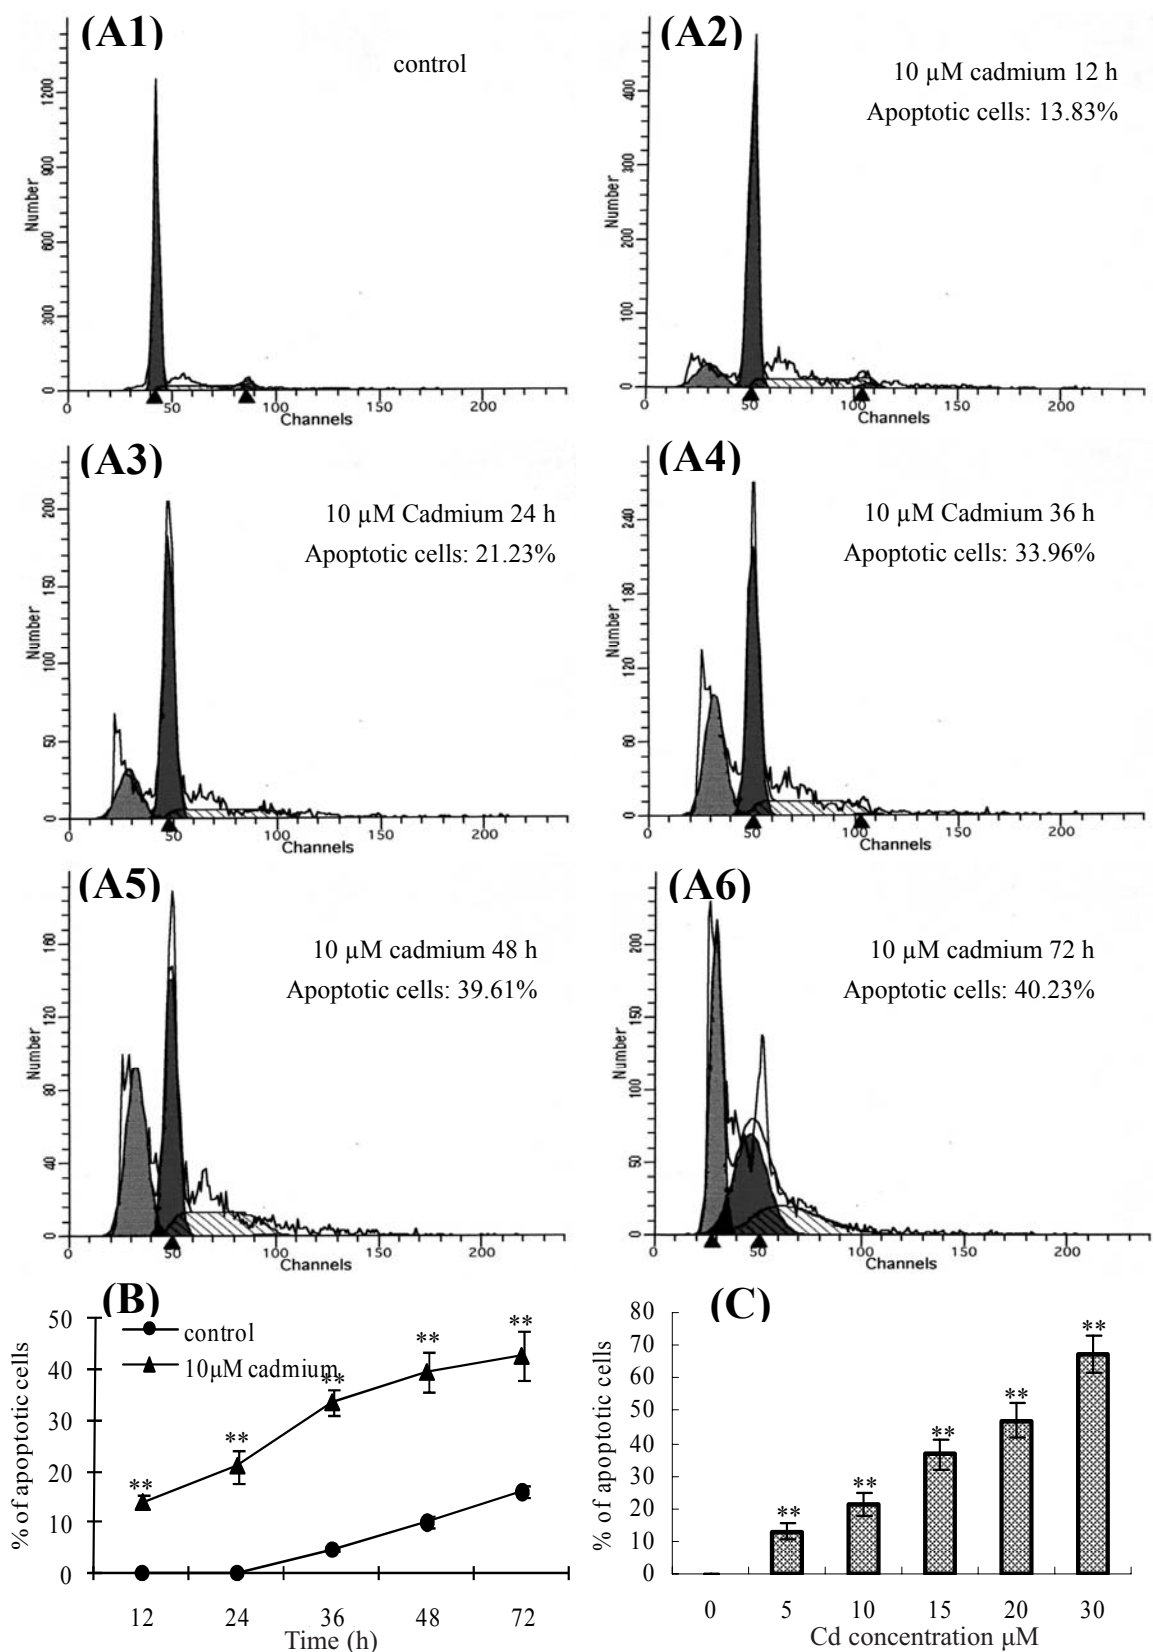 (A1)
control
Number
1200
900
600
300
0
0
50
100
150
200
Channels
(A2)
10 µM cadmium 12 h
Apoptotic cells: 13.83%
Number
400
300
200
100
0
0
50
100
150
200
Channels
(A3)
10 µM Cadmium 24 h
Apoptotic cells: 21.23%
Number
200
150
100
50
0
0
50
100
150
200
Channels
(A4)
10 µM Cadmium 36 h
Apoptotic cells: 33.96%
Number
240
180
120
60
0
0
50
100
150
200
Channels
(A5)
10 µM cadmium 48 h
Apoptotic cells: 39.61%
Number
160
120
80
40
0
0
50
100
150
200
Channels
(A6)
10 µM cadmium 72 h
Apoptotic cells: 40.23%
Number
200
150
100
50
0
0
50
100
150
200
Channels
(B)
control
10µM cadmium
% of apoptotic cells
50
40
30
20
10
0
**
**
**
**
**
12
24
36
48
72
Time (h)
(C)
% of apoptotic cells
80
70
60
50
40
30
20
10
0
**
**
**
**
**
0
5
10
15
20
30
Cd concentration µM